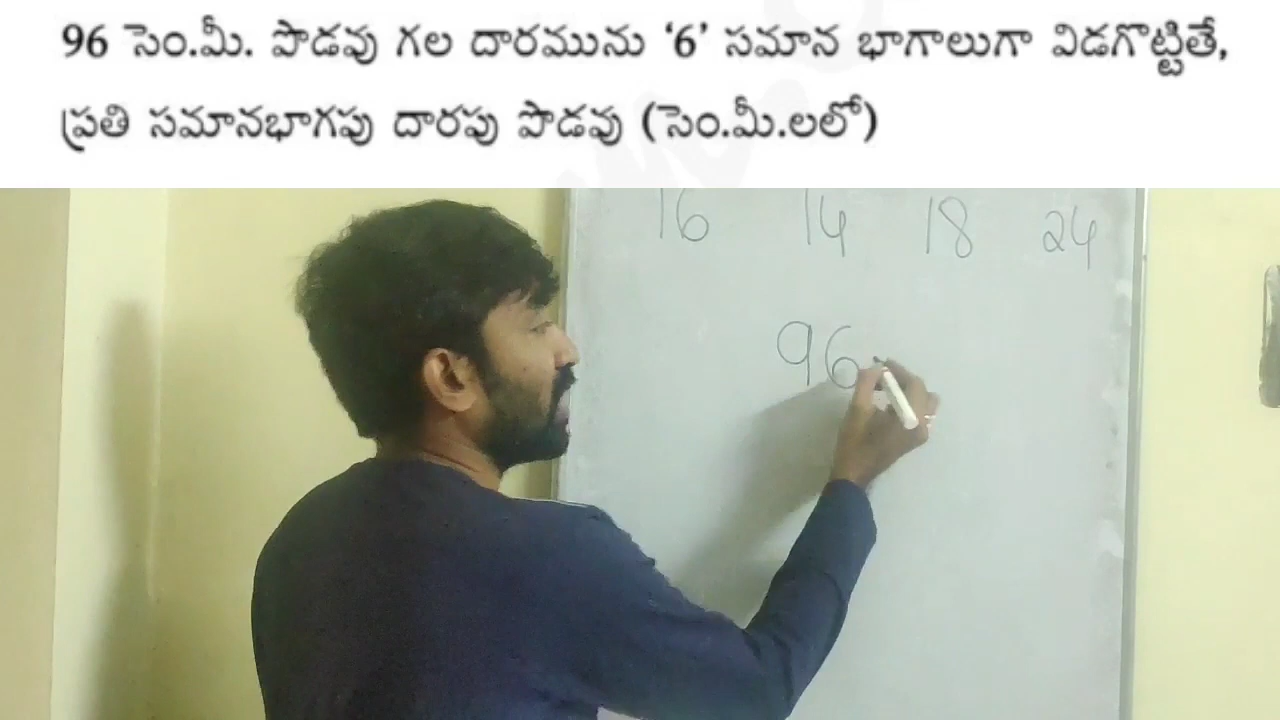 96 సెం.మీ. పొడవు గల దారమును ‘6’ సమాన భాగాలుగా విడగొట్టితే,
ప్రతి సమానభాగపు దారపు పొడవు (సెం.మీ.లలో)
16 14 18 24
96